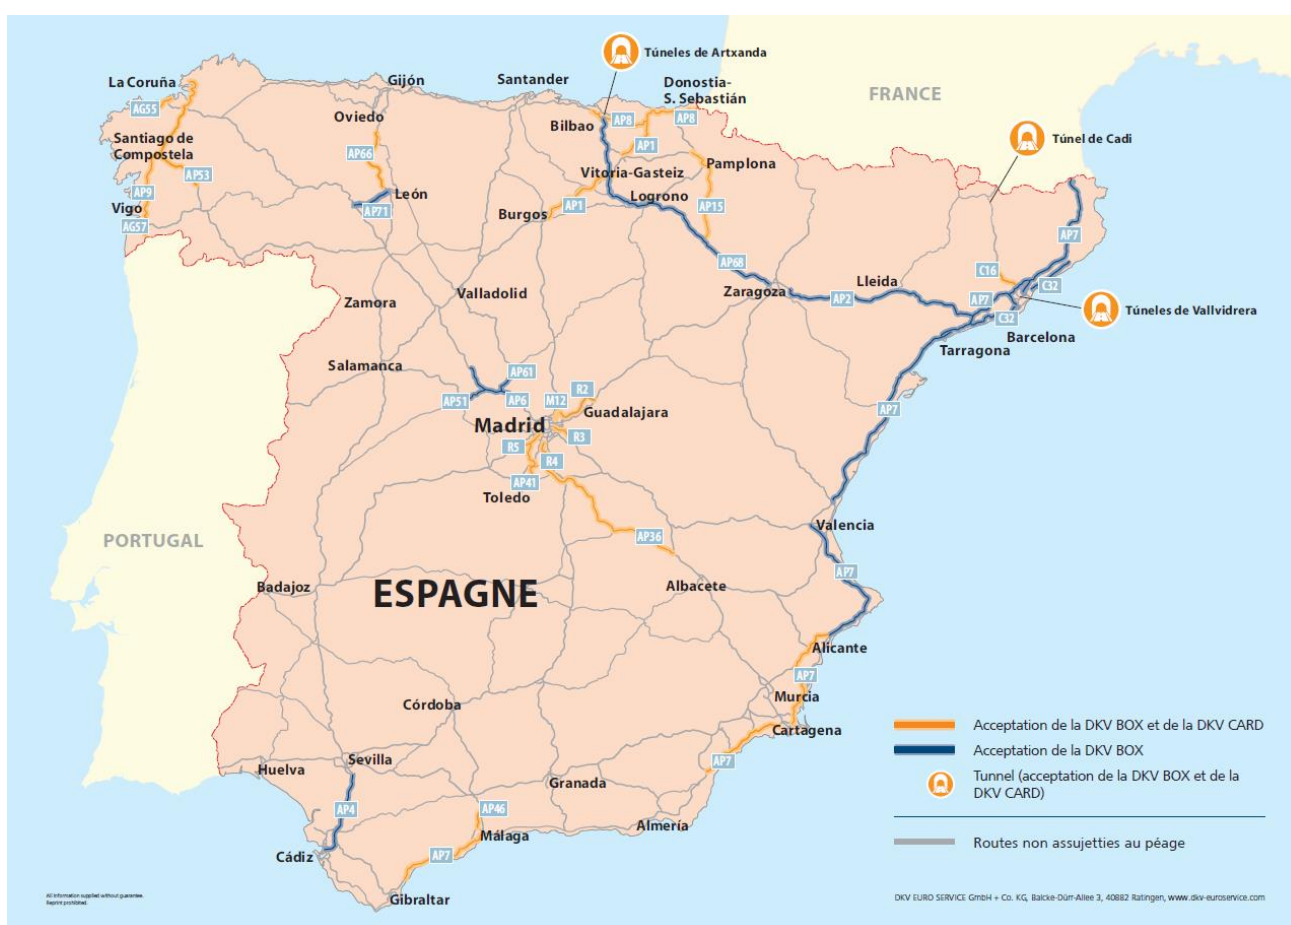 Túneles de Artxanda
La Coruña
Gijón
Santander
Donostia-
S. Sebastián
FRANCE
AG55
Oviedo
Bilbao
AP8
AP8
Túnel de Cadi
Santiago de
Compostela
AP66
AP1
Pamplona
AP53
Vitoria-Gasteiz
AP9
León
Logrono
Vigo
AP71
Burgos
AP1
AP15
AG57
AP7
AP68
Lleida
C16
Zaragoza
C32
Zamora
Valladolid
AP2
AP7
Túneles de Vallvidrera
C32
Barcelona
Tarragona
Salamanca
AP61
R2
AP51
AP6
M12
Guadalajara
AP7
Madrid
R3
R5
R4
AP41
Toledo
Valencia
PORTUGAL
AP36
AP7
Badajoz
ESPAGNE
Albacete
Alicante
AP7
Murcia
Córdoba
Cartagena
Acceptation de la DKV BOX et de la DKV CARD
Acceptation de la DKV BOX
Sevilla
AP7
Huelva
Tunnel (acceptation de la DKV BOX et de la
DKV CARD)
Granada
AP4
AP46
Almería
Málaga
Routes non assujetties au péage
Cádiz
AP7
Gibraltar
All information supplied without guarantee.
Reprint prohibited.
DKV EURO SERVICE GmbH + Co. KG, Balcke-Dürr-Allee 3, 40882 Ratingen, www.dkv-euroservice.com